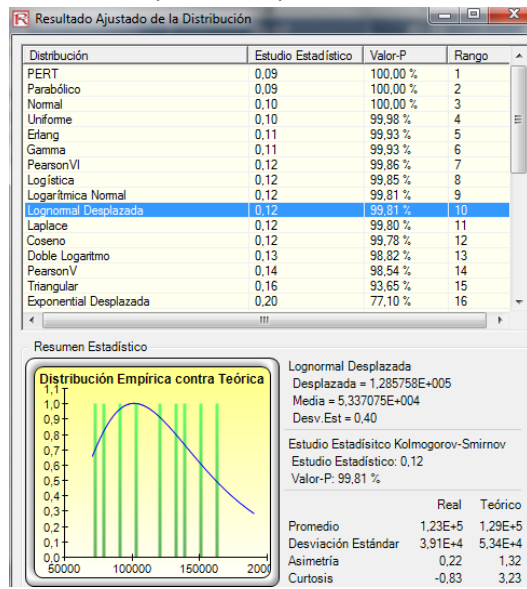 Resultado Ajustado de la Distribución
Distribución Estudio Estadístico Valor-P Rango
PERT 0,09 100,00 % 1
Parabólico 0,09 100,00 % 2
Normal 0,10 100,00 % 3
Uniforme 0,10 99,98 % 4
Erlang 0,11 99,93 % 5
Gamma 0,11 99,93 % 6
PearsonVI 0,12 99,86 % 7
Logística 0,12 99,85 % 8
Logarítmica Normal 0,12 99,81 % 9
Lognormal Desplazada 0,12 99,81 % 10
Laplace 0,12 99,80 % 11
Coseno 0,12 99,78 % 12
Doble Logaritmo 0,13 98,82 % 13
PearsonV 0,14 98,54 % 14
Triangular 0,16 93,65 % 15
Exponential Desplazada 0,20 77,10 % 16
Resumen Estadístico
Distribución Empírica contra Teórica
1,1
1,0
0,9
0,8
0,7
0,6
0,5
0,4
0,3
0,2
0,1
0,0
50000 100000 150000 2000
Lognormal Desplazada
Desplazada = 1,285758E+005
Media = 5,337075E+004
Desv.Est = 0,40
Estudio Estadísitco Kolmogorov-Smirnov
Estudio Estadístico: 0,12
Valor-P: 99,81 %
Real Teórico
Promedio 1,23E+5 1,29E+5
Desviación Estándar 3,91E+4 5,34E+4
Asimetría 0,22 1,32
Curtosis -0,83 3,23